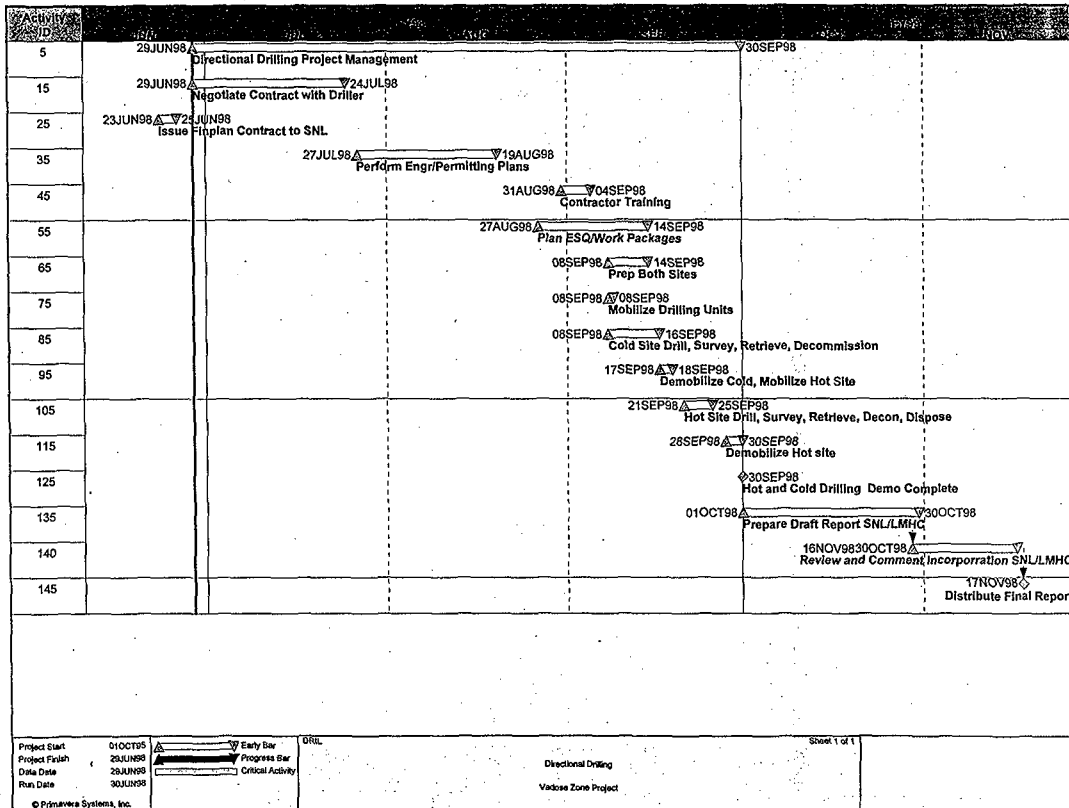 Activity
ID
NOV
5
29JUN98 30SEP98
Directional Drilling Project Management
15
29JUN98 24JUL98
Negotiate Contract with Driller
25
23JUN98 25JUN98
Issue Finplan Contract to SNL
35
27JUL98 19AUG98
Perform Engr/Permitting Plans
45
31AUG98 04SEP98
Contractor Training
55
27AUG98 14SEP98
Plan ESQ/Work Packages
65
08SEP98 14SEP98
Prep Both Sites
75
08SEP98 08SEP98
Mobilize Drilling Units
85
08SEP98 16SEP98
Cold Site Drill, Survey, Retrieve, Decommission
95
17SEP98 18SEP98
Demobilize Cold, Mobilize Hot Site
105
21SEP98 25SEP98
Hot Site Drill, Survey, Retrieve, Decon, Dispose
115
28SEP98 30SEP98
Demobilize Hot site
125
30SEP98
Hot and Cold Drilling Demo Complete
135
01OCT98 30OCT98
Prepare Draft Report SNL/LMHC
140
16NOV98 30OCT98
Review and Comment Incorporration SNL/LMHC
145
17NOV98
Distribute Final Repor
Project Start 01OCT95 Early Bar
Project Finish 29JUN98 Progress Bar
Data Date 29JUN98 Critical Activity
Run Date 30JUN98
© Primavera Systems, Inc.
DRIL
Sheet 1 of 1
Directional Drilling
Vadose Zone Project